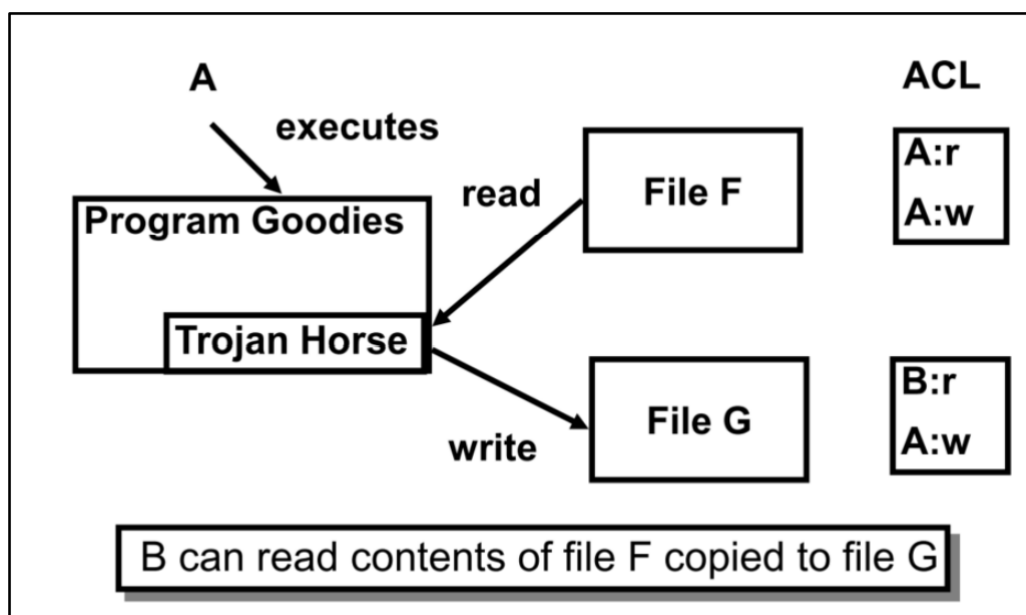 A
executes
ACL
Program Goodies
Trojan Horse
read
File F
A:r
A:w
write
File G
B:r
A:w
B can read contents of file F copied to file G